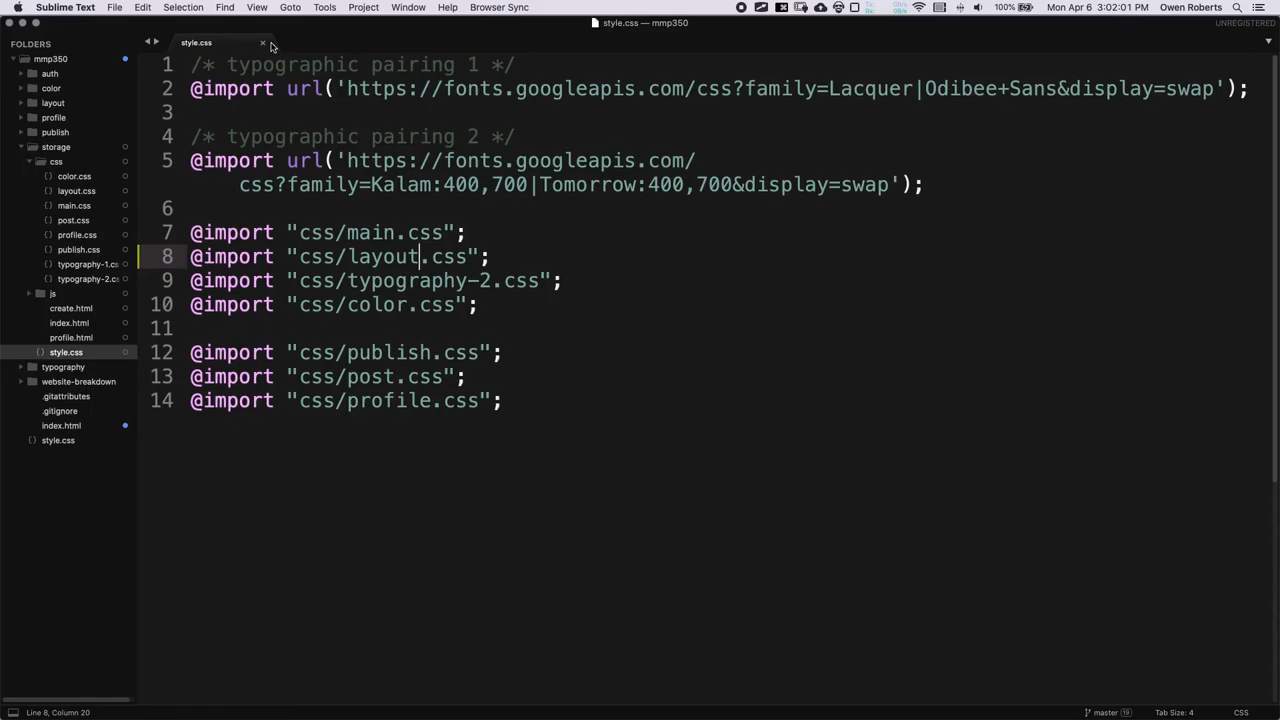 Sublime Text File Edit Selection Find View Goto Tools Project Window Help Browser Sync 100% Mon Apr 6 3:02:01 PM Owen Roberts
style.css — mmp350 UNREGISTERED
FOLDERS
mmp350
auth
color
layout
profile
publish
storage
css
color.css
layout.css
main.css
post.css
profile.css
publish.css
typography-1.cs
typography-2.cs
js
create.html
index.html
profile.html
style.css
typography
website-breakdown
.gitattributes
.gitignore
index.html
style.css
style.css ×
1 /* typographic pairing 1 */
2 @import url('https://fonts.googleapis.com/css?family=Lacquer|Odibee+Sans&display=swap');
3
4 /* typographic pairing 2 */
5 @import url('https://fonts.googleapis.com/
css?family=Kalam:400,700|Tomorrow:400,700&display=swap');
6
7 @import "css/main.css";
8 @import "css/layout.css";
9 @import "css/typography-2.css";
10 @import "css/color.css";
11
12 @import "css/publish.css";
13 @import "css/post.css";
14 @import "css/profile.css";
Line 8, Column 20 master 19 Tab Size: 4 CSS